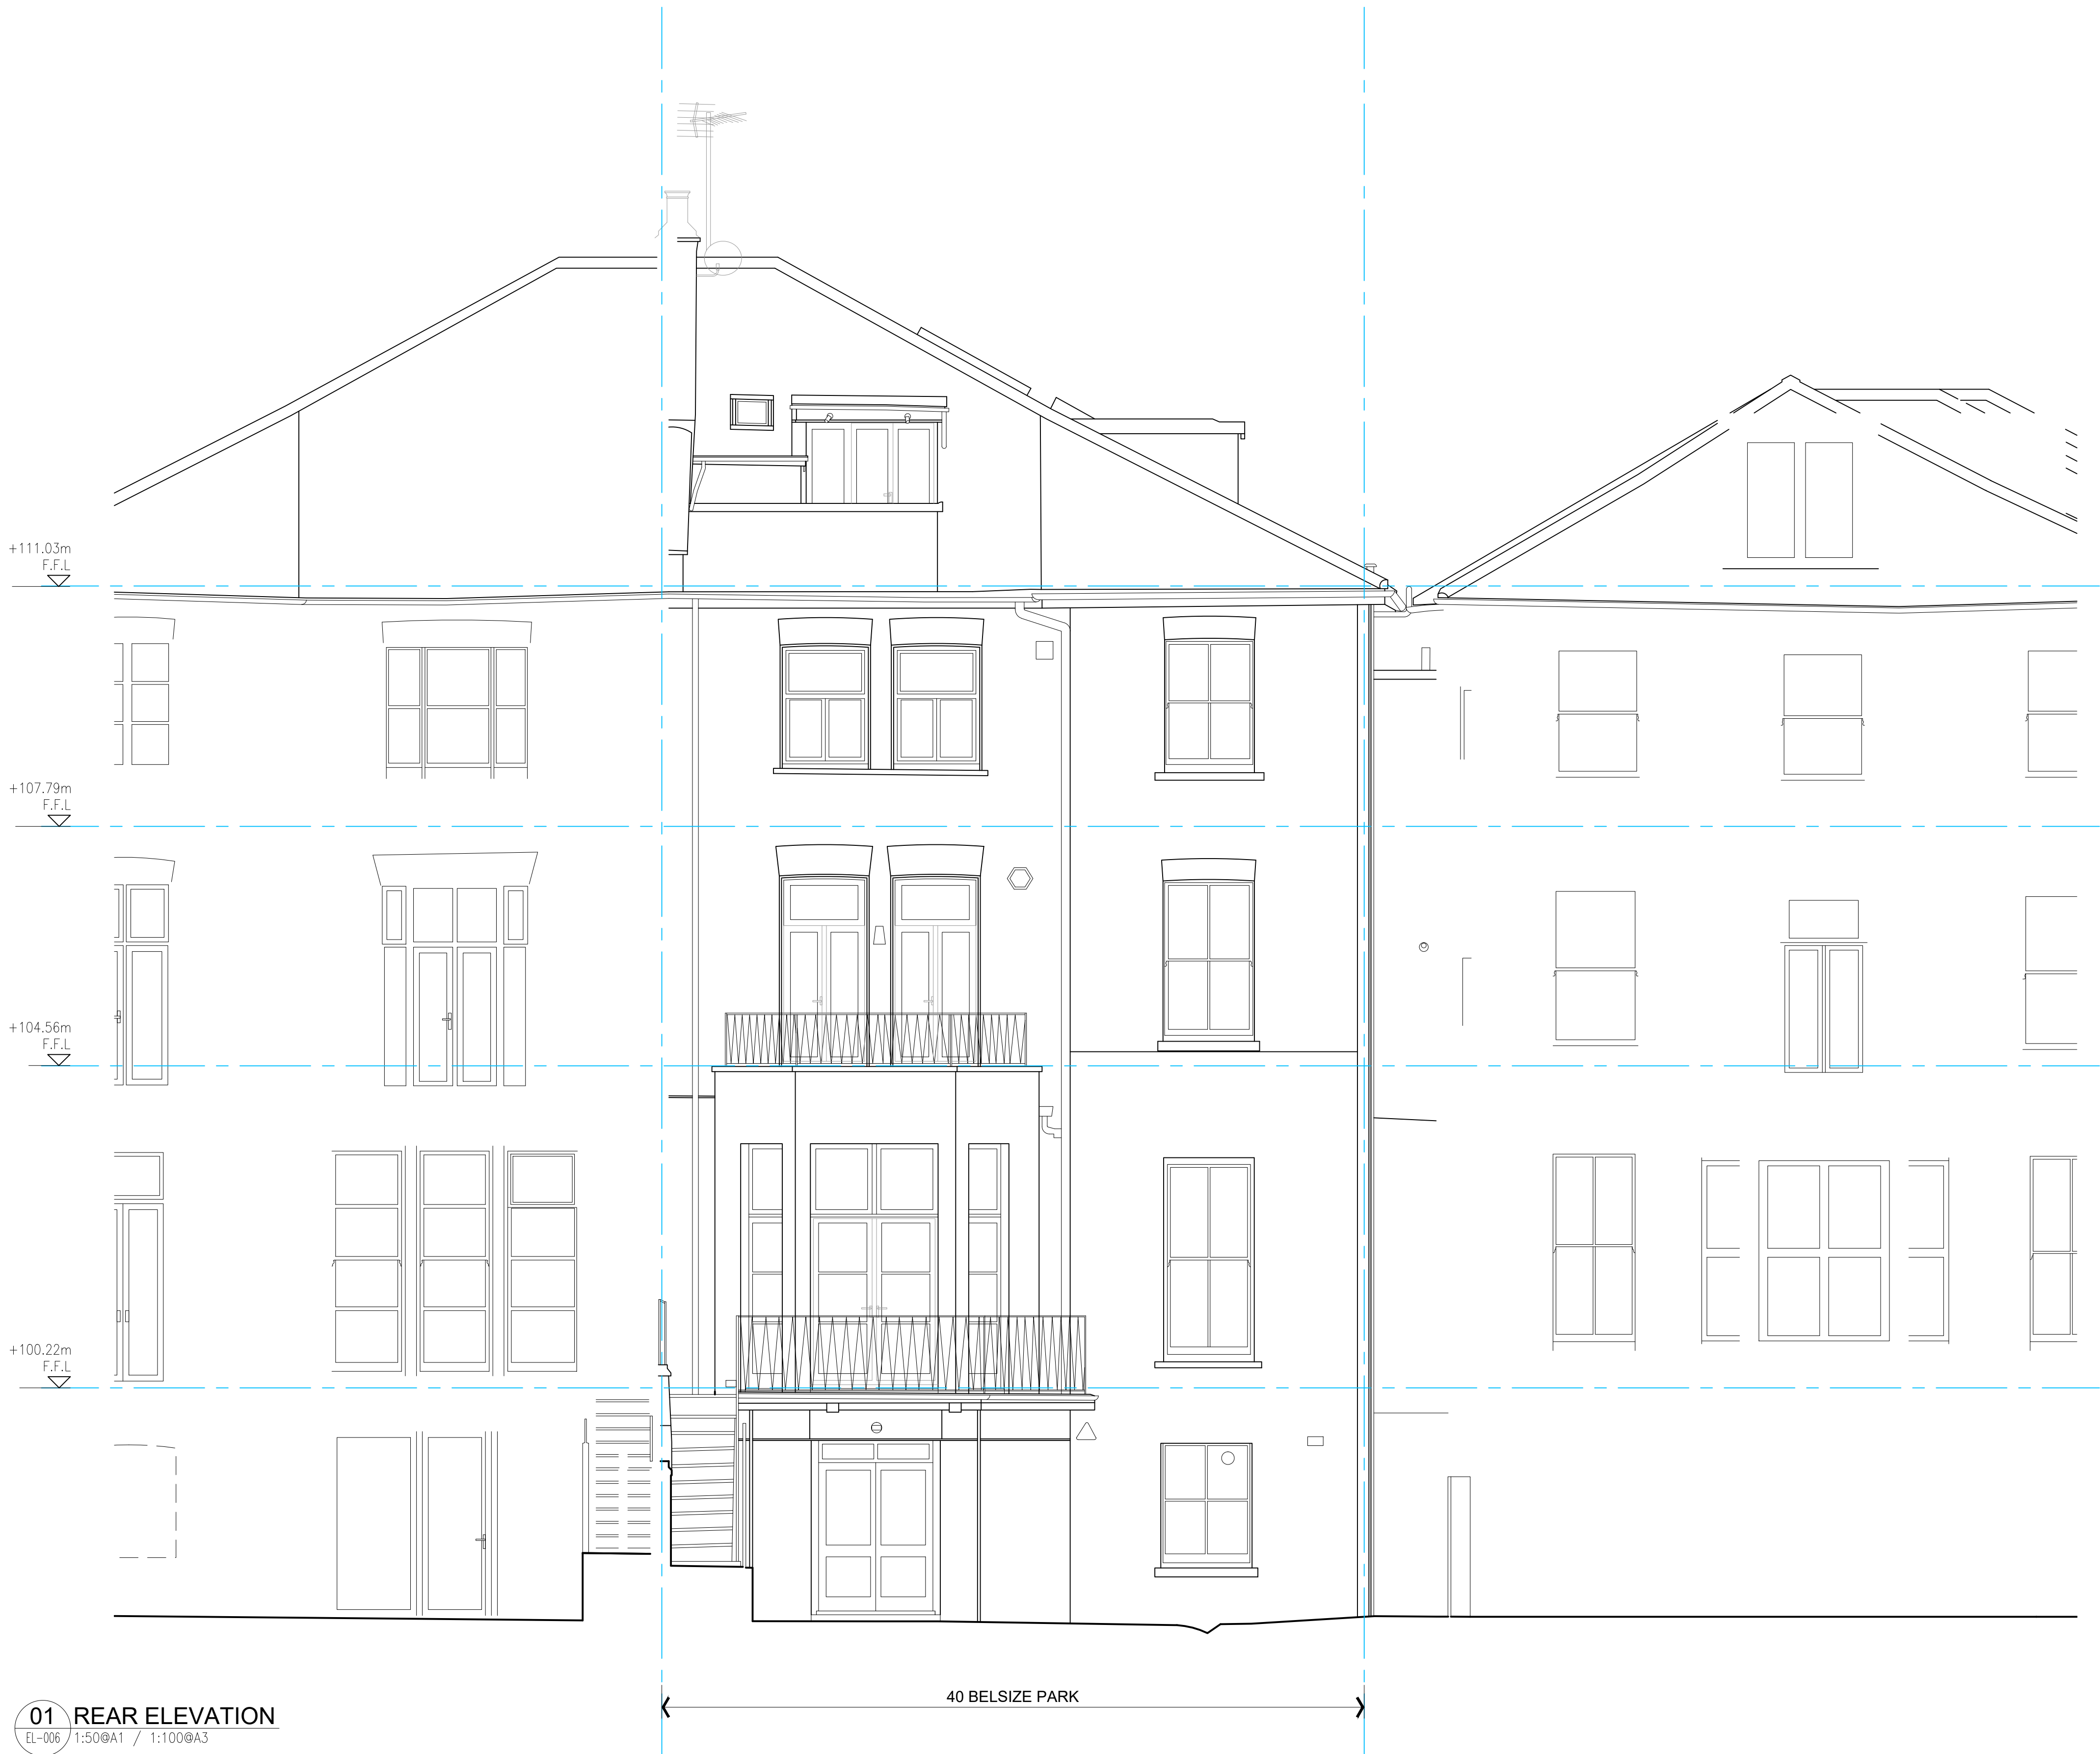 +111.03m
F.F.L
+107.79m
F.F.L
+104.56m
F.F.L
+100.22m
F.F.L
40 BELSIZE PARK
01 REAR ELEVATION
EL-006 1:50@A1 / 1:100@A3